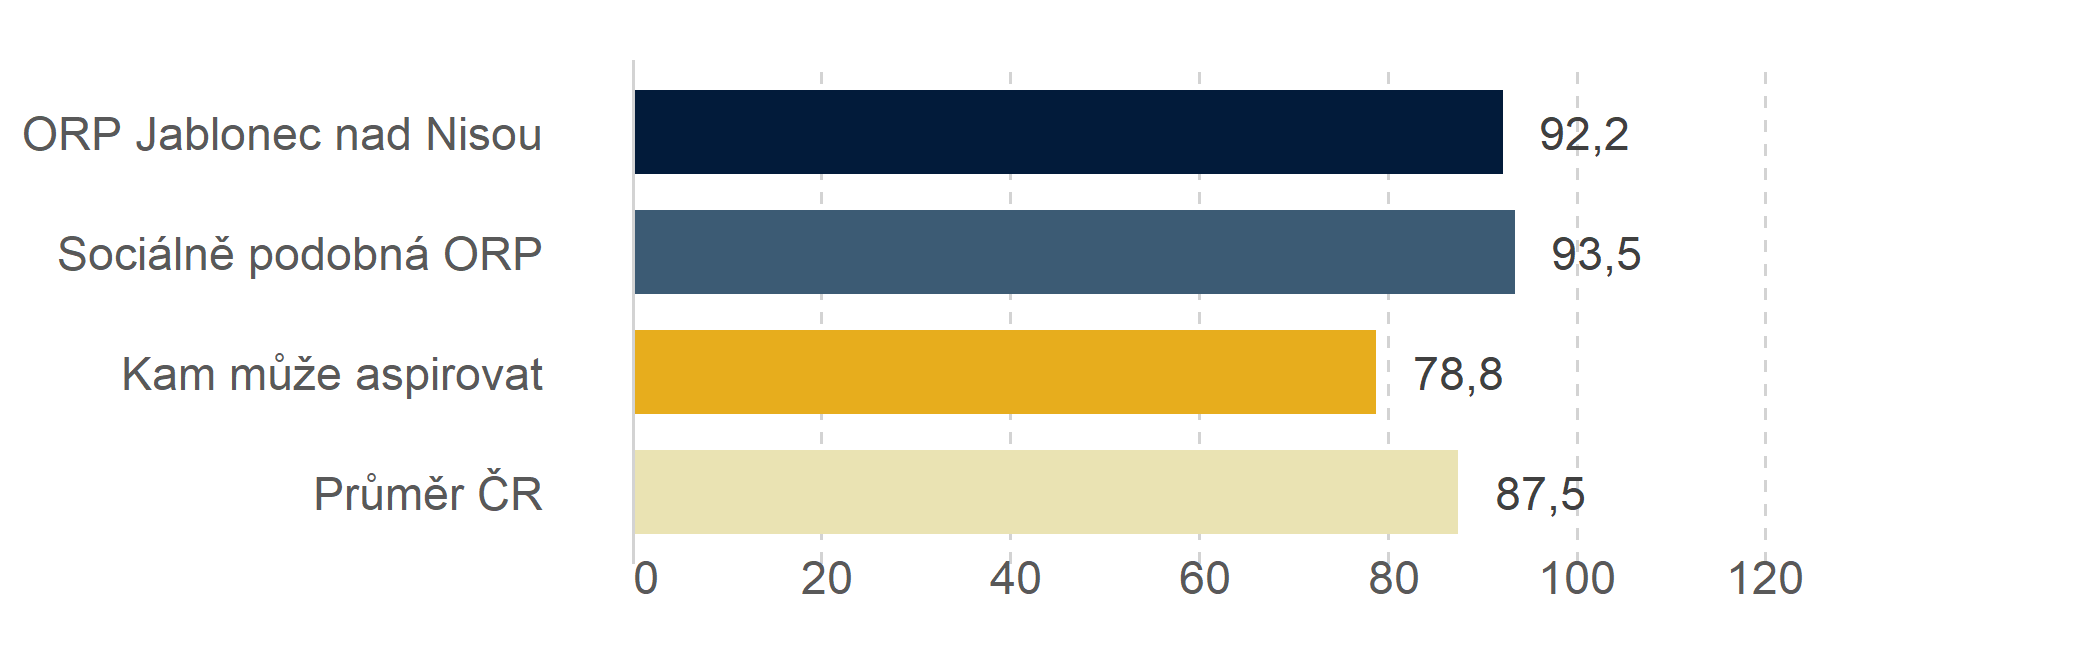 ORP Jablonec nad Nisou
92,2
Sociálně podobná ORP
93,5
Kam může aspirovat
78,8
Průměr ČR
87,5
0 20 40 60 80 100 120